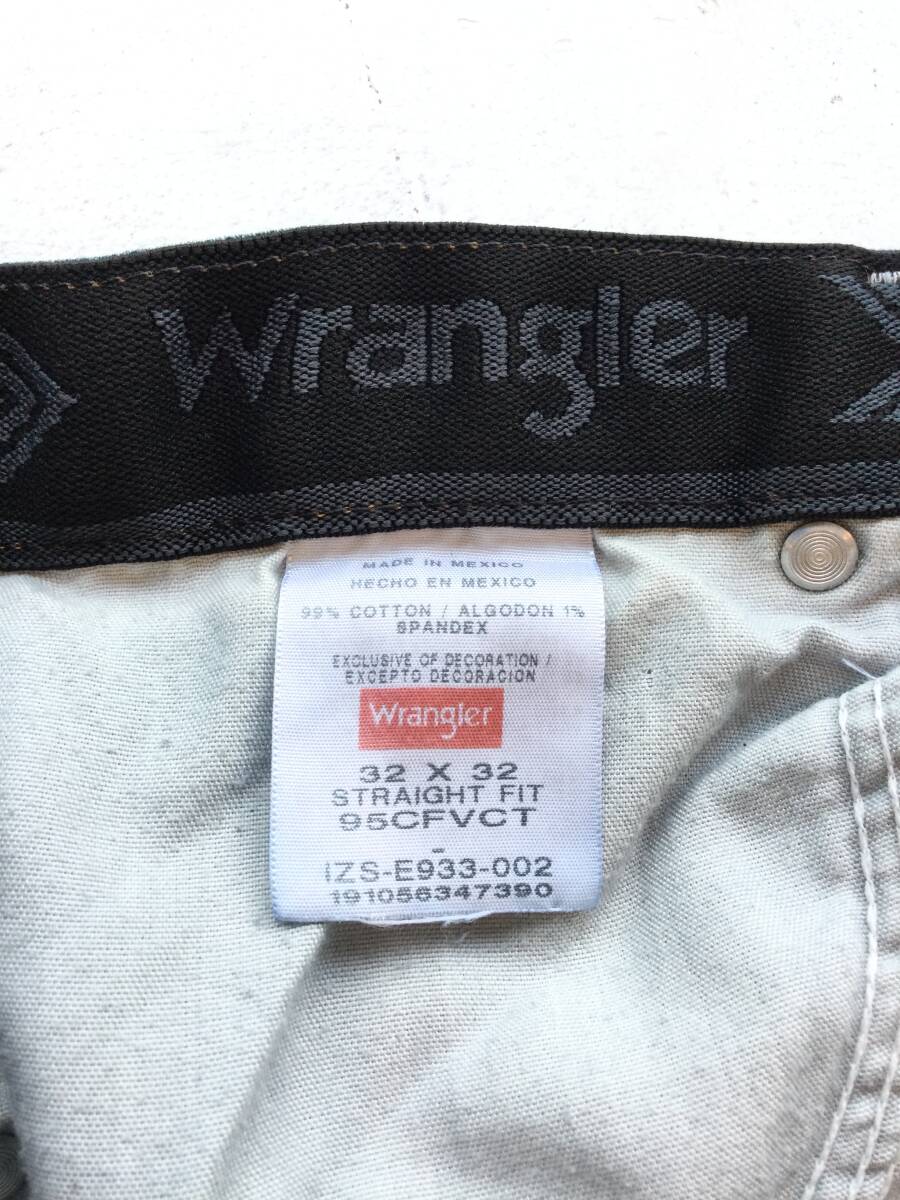 Wrangler
MADE IN MEXICO
HECHO EN MEXICO
99% COTTON / ALGODON 1%
SPANDEX
EXCLUSIVE OF DECORATION /
EXCEPTO DECORACION
Wrangler
32 X 32
STRAIGHT FIT
95CFVCT
-
IZS-E933-002
191056347390